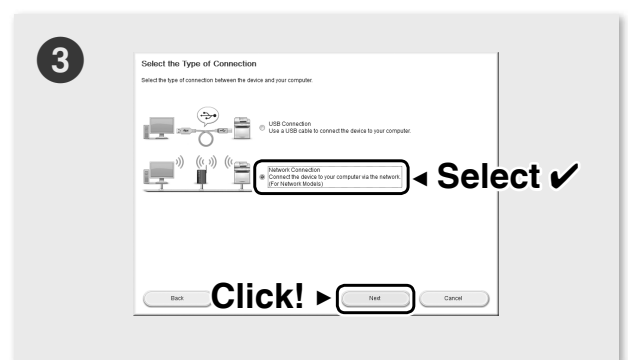 3
Select the Type of Connection
Select the type of connection between the device and your computer.
USB Connection
Use a USB cable to connect the device to your computer.
Network Connection
Connect the device to your computer via the network.
(For Network Models)
◄ Select ✔
Back
Click! ►
Next
Cancel